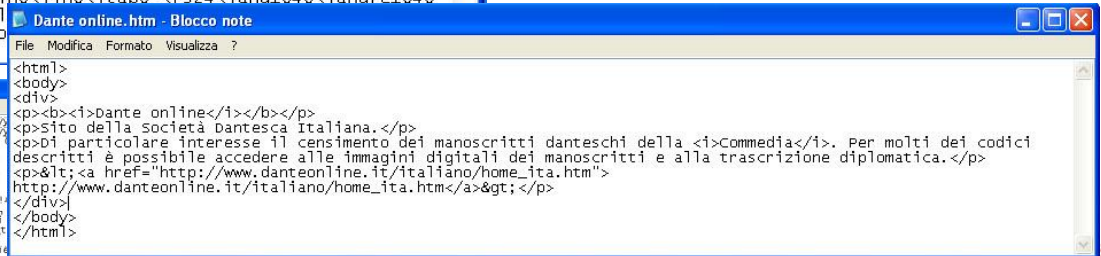 Dante online.htm - Blocco note
File Modifica Formato Visualizza ?
<html>
<body>
<div>
<p><b><i>Dante online</i></b></p>
<p>Sito della Società Dantesca Italiana.</p>
<p>Di particolare interesse il censimento dei manoscritti danteschi della <i>Commedia</i>. Per molti dei codici
descritti è possibile accedere alle immagini digitali dei manoscritti e alla trascrizione diplomatica.</p>
<p>&lt;<a href="http://www.danteonline.it/italiano/home_ita.htm">
http://www.danteonline.it/italiano/home_ita.htm</a>&gt;</p>
</div>
</body>
</html>